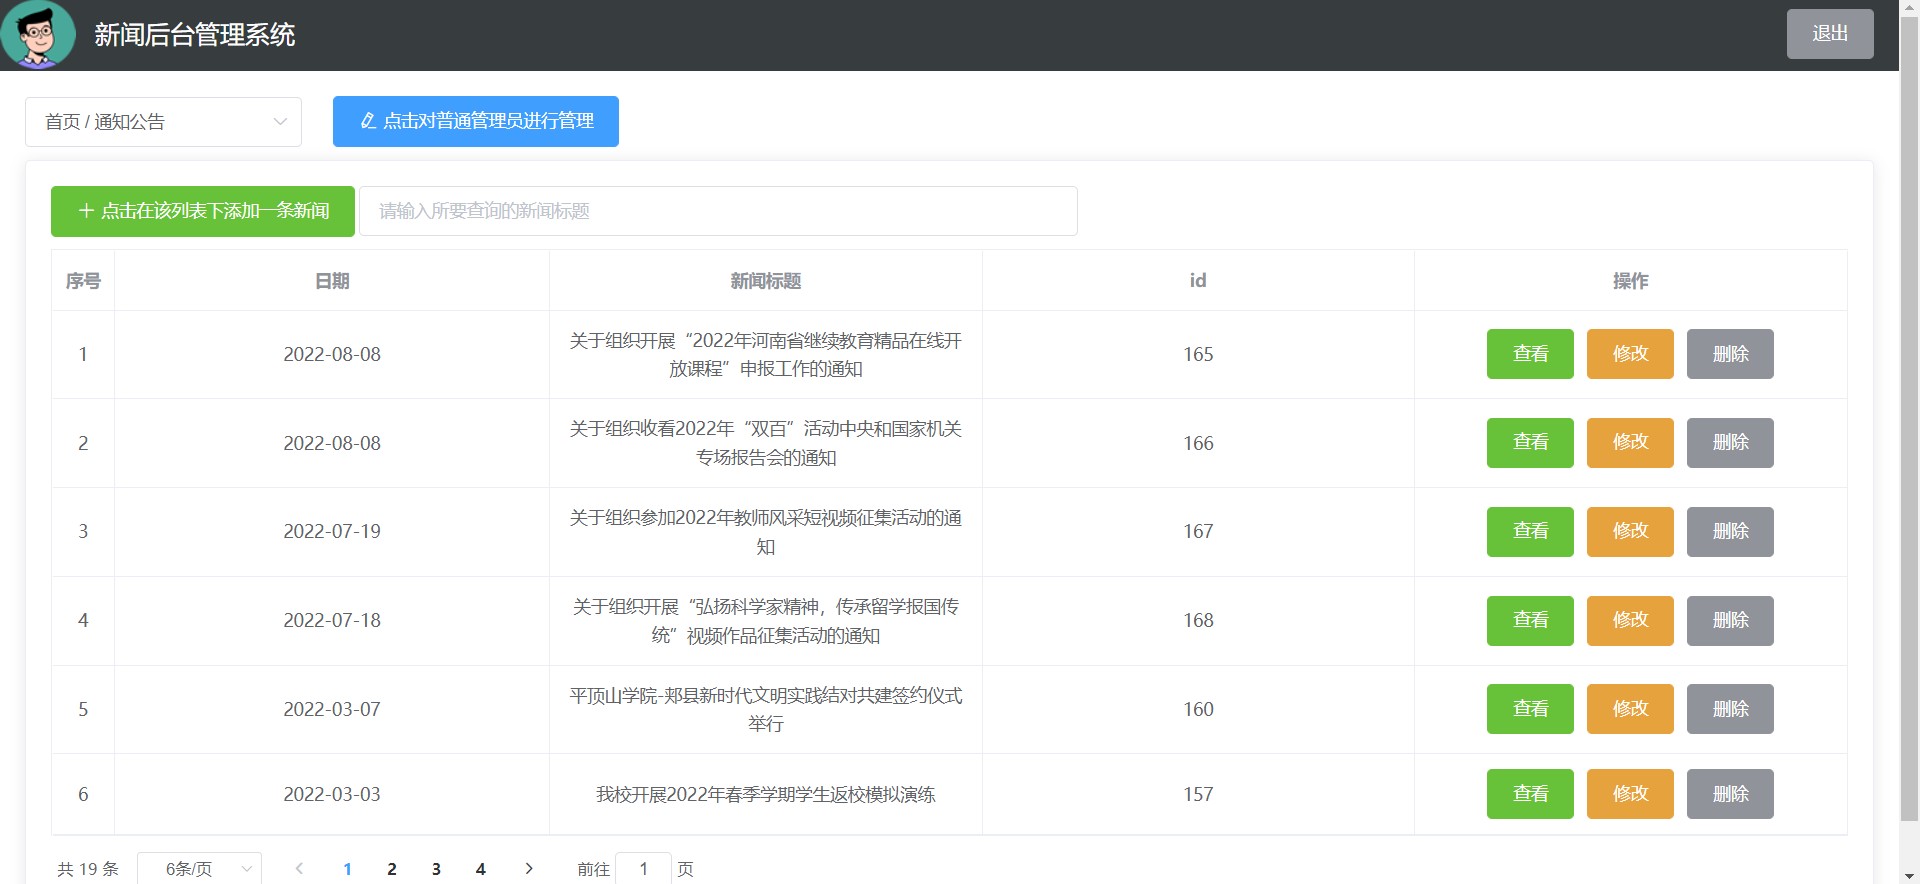 新闻后台管理系统
退出
首页 / 通知公告
点击对普通管理员进行管理
点击在该列表下添加一条新闻
请输入所要查询的新闻标题
序号 日期 新闻标题 id 操作
1 2022-08-08 关于组织开展“2022年河南省继续教育精品在线开
放课程”申报工作的通知 165 查看 修改 删除
2 2022-08-08 关于组织收看2022年“双百”活动中央和国家机关
专场报告会的通知 166 查看 修改 删除
3 2022-07-19 关于组织参加2022年教师风采短视频征集活动的通
知 167 查看 修改 删除
4 2022-07-18 关于组织开展“弘扬科学家精神，传承留学报国传
统”视频作品征集活动的通知 168 查看 修改 删除
5 2022-03-07 平顶山学院-郏县新时代文明实践结对共建签约仪式
举行 160 查看 修改 删除
6 2022-03-03 我校开展2022年春季学期学生返校模拟演练 157 查看 修改 删除
共 19 条 6条/页 1 2 3 4 前往 1 页